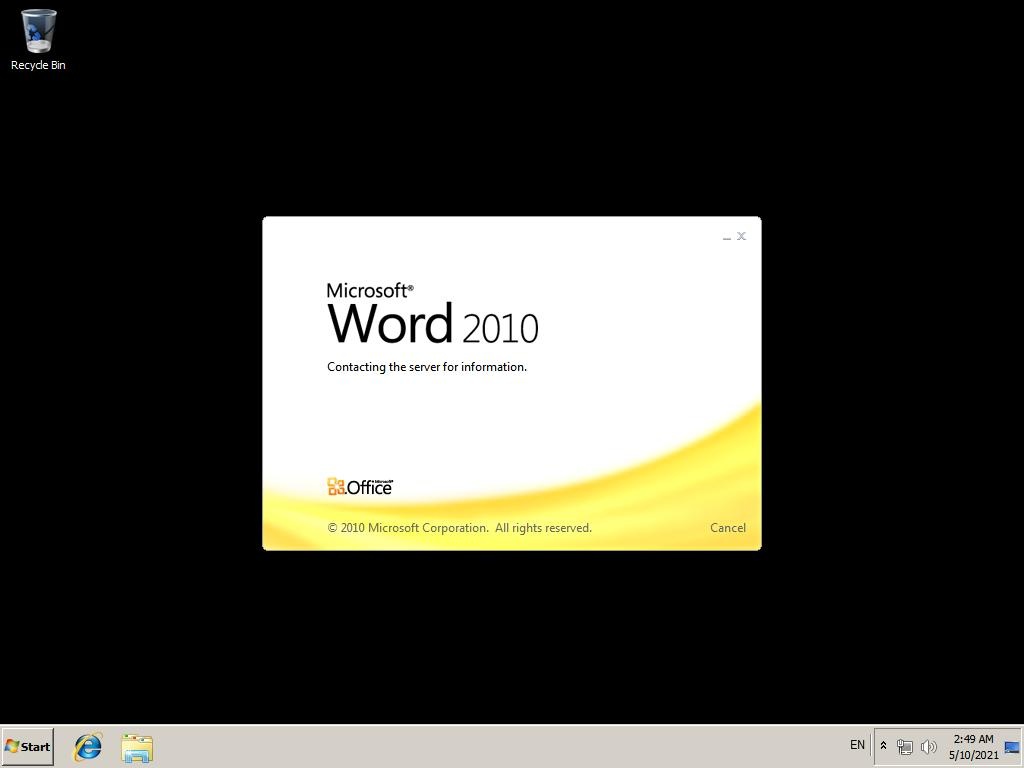 Recycle Bin
Microsoft®
Word 2010
Contacting the server for information.
Microsoft®
Office
© 2010 Microsoft Corporation. All rights reserved.
Cancel
Start
EN
2:49 AM
5/10/2021